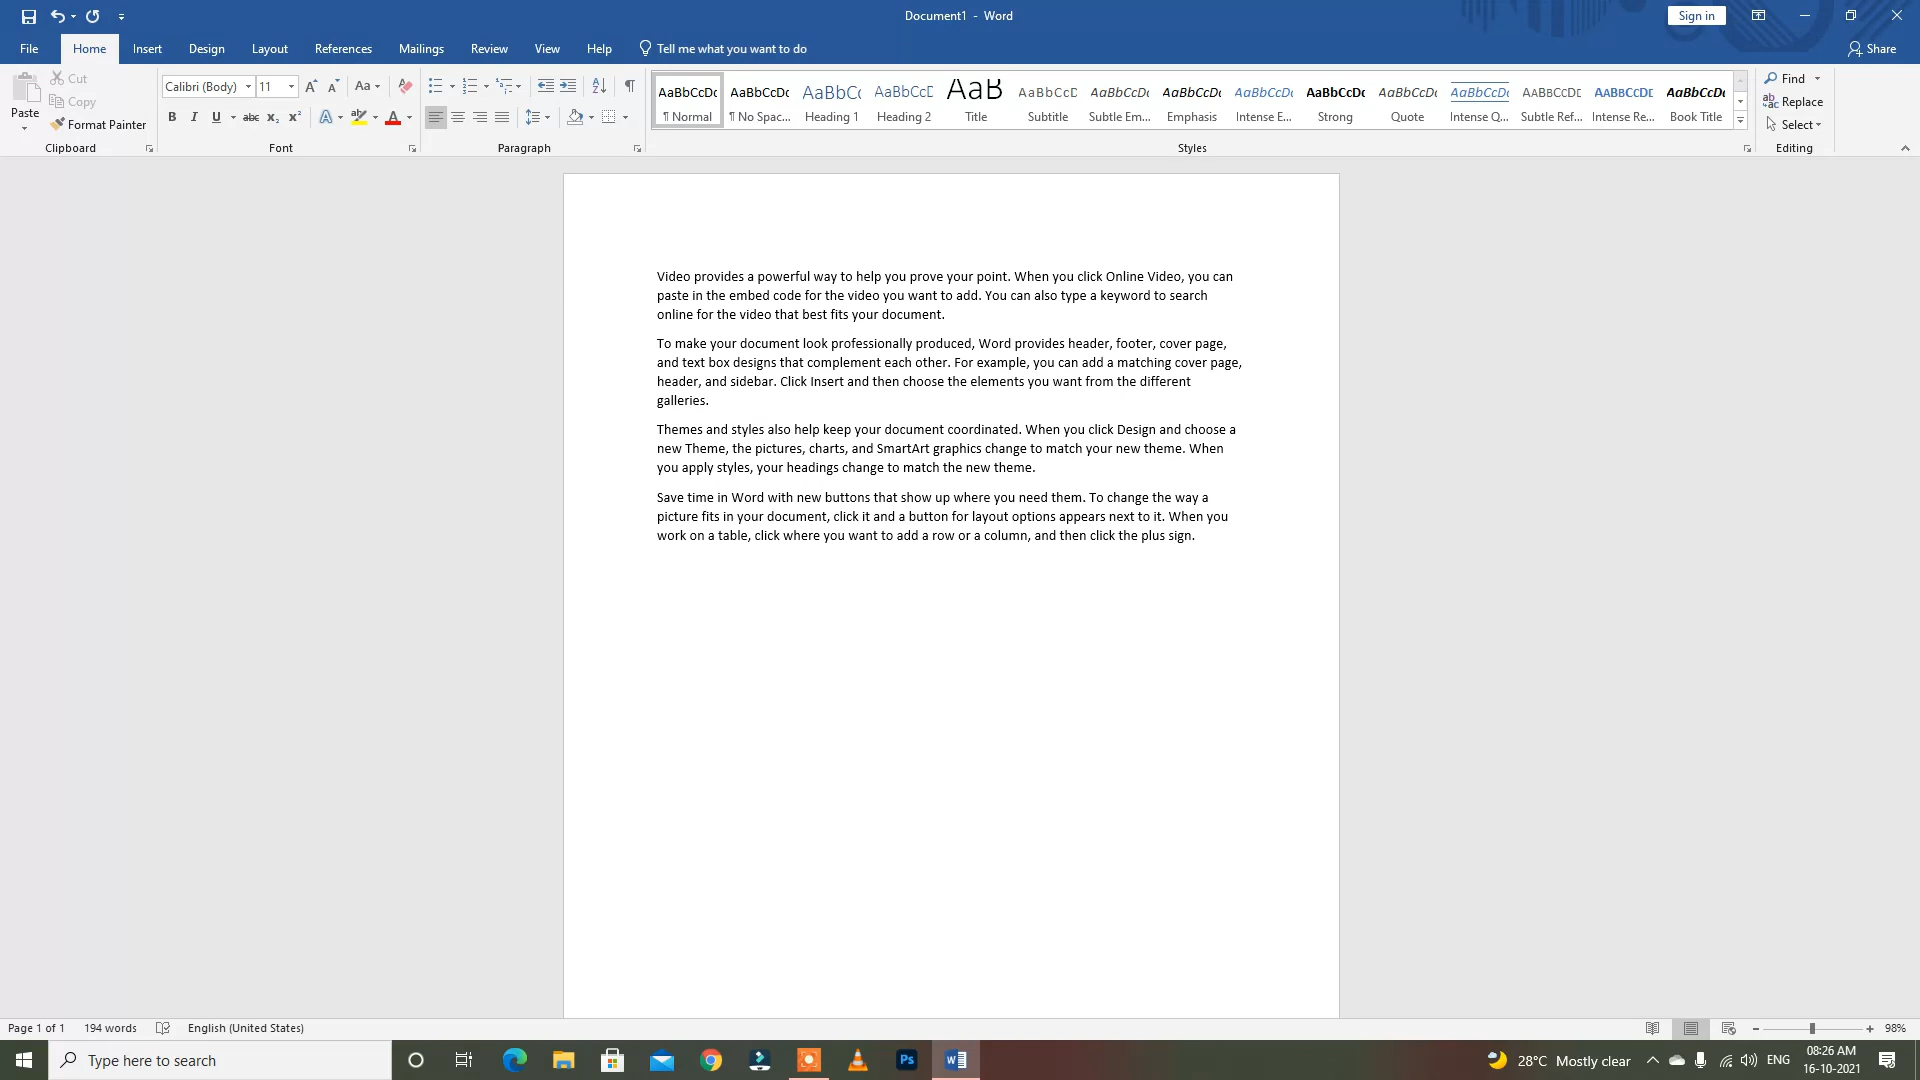 Document1 - Word
Sign in
File Home Insert Design Layout References Mailings Review View Help Tell me what you want to do Share
Cut
Copy
Paste
Format Painter
Clipboard
Calibri (Body) 11
Font
Paragraph
AaBbCcDc AaBbCcDc AaBbCc AaBbCcD AaB AaBbCcD AaBbCcDc AaBbCcDc AaBbCcDc AaBbCcDc AaBbCcDc AaBbCcDc AABBCCDE AABBCCDE AaBbCcDc
¶ Normal ¶ No Spac... Heading 1 Heading 2 Title Subtitle Subtle Em... Emphasis Intense E... Strong Quote Intense Q... Subtle Ref... Intense Re... Book Title
Styles
Find
Replace
Select
Editing
Video provides a powerful way to help you prove your point. When you click Online Video, you can
paste in the embed code for the video you want to add. You can also type a keyword to search
online for the video that best fits your document.
To make your document look professionally produced, Word provides header, footer, cover page,
and text box designs that complement each other. For example, you can add a matching cover page,
header, and sidebar. Click Insert and then choose the elements you want from the different
galleries.
Themes and styles also help keep your document coordinated. When you click Design and choose a
new Theme, the pictures, charts, and SmartArt graphics change to match your new theme. When
you apply styles, your headings change to match the new theme.
Save time in Word with new buttons that show up where you need them. To change the way a
picture fits in your document, click it and a button for layout options appears next to it. When you
work on a table, click where you want to add a row or a column, and then click the plus sign.
Page 1 of 1 194 words English (United States) 98%
Type here to search
28°C Mostly clear
ENG
08:26 AM
16-10-2021